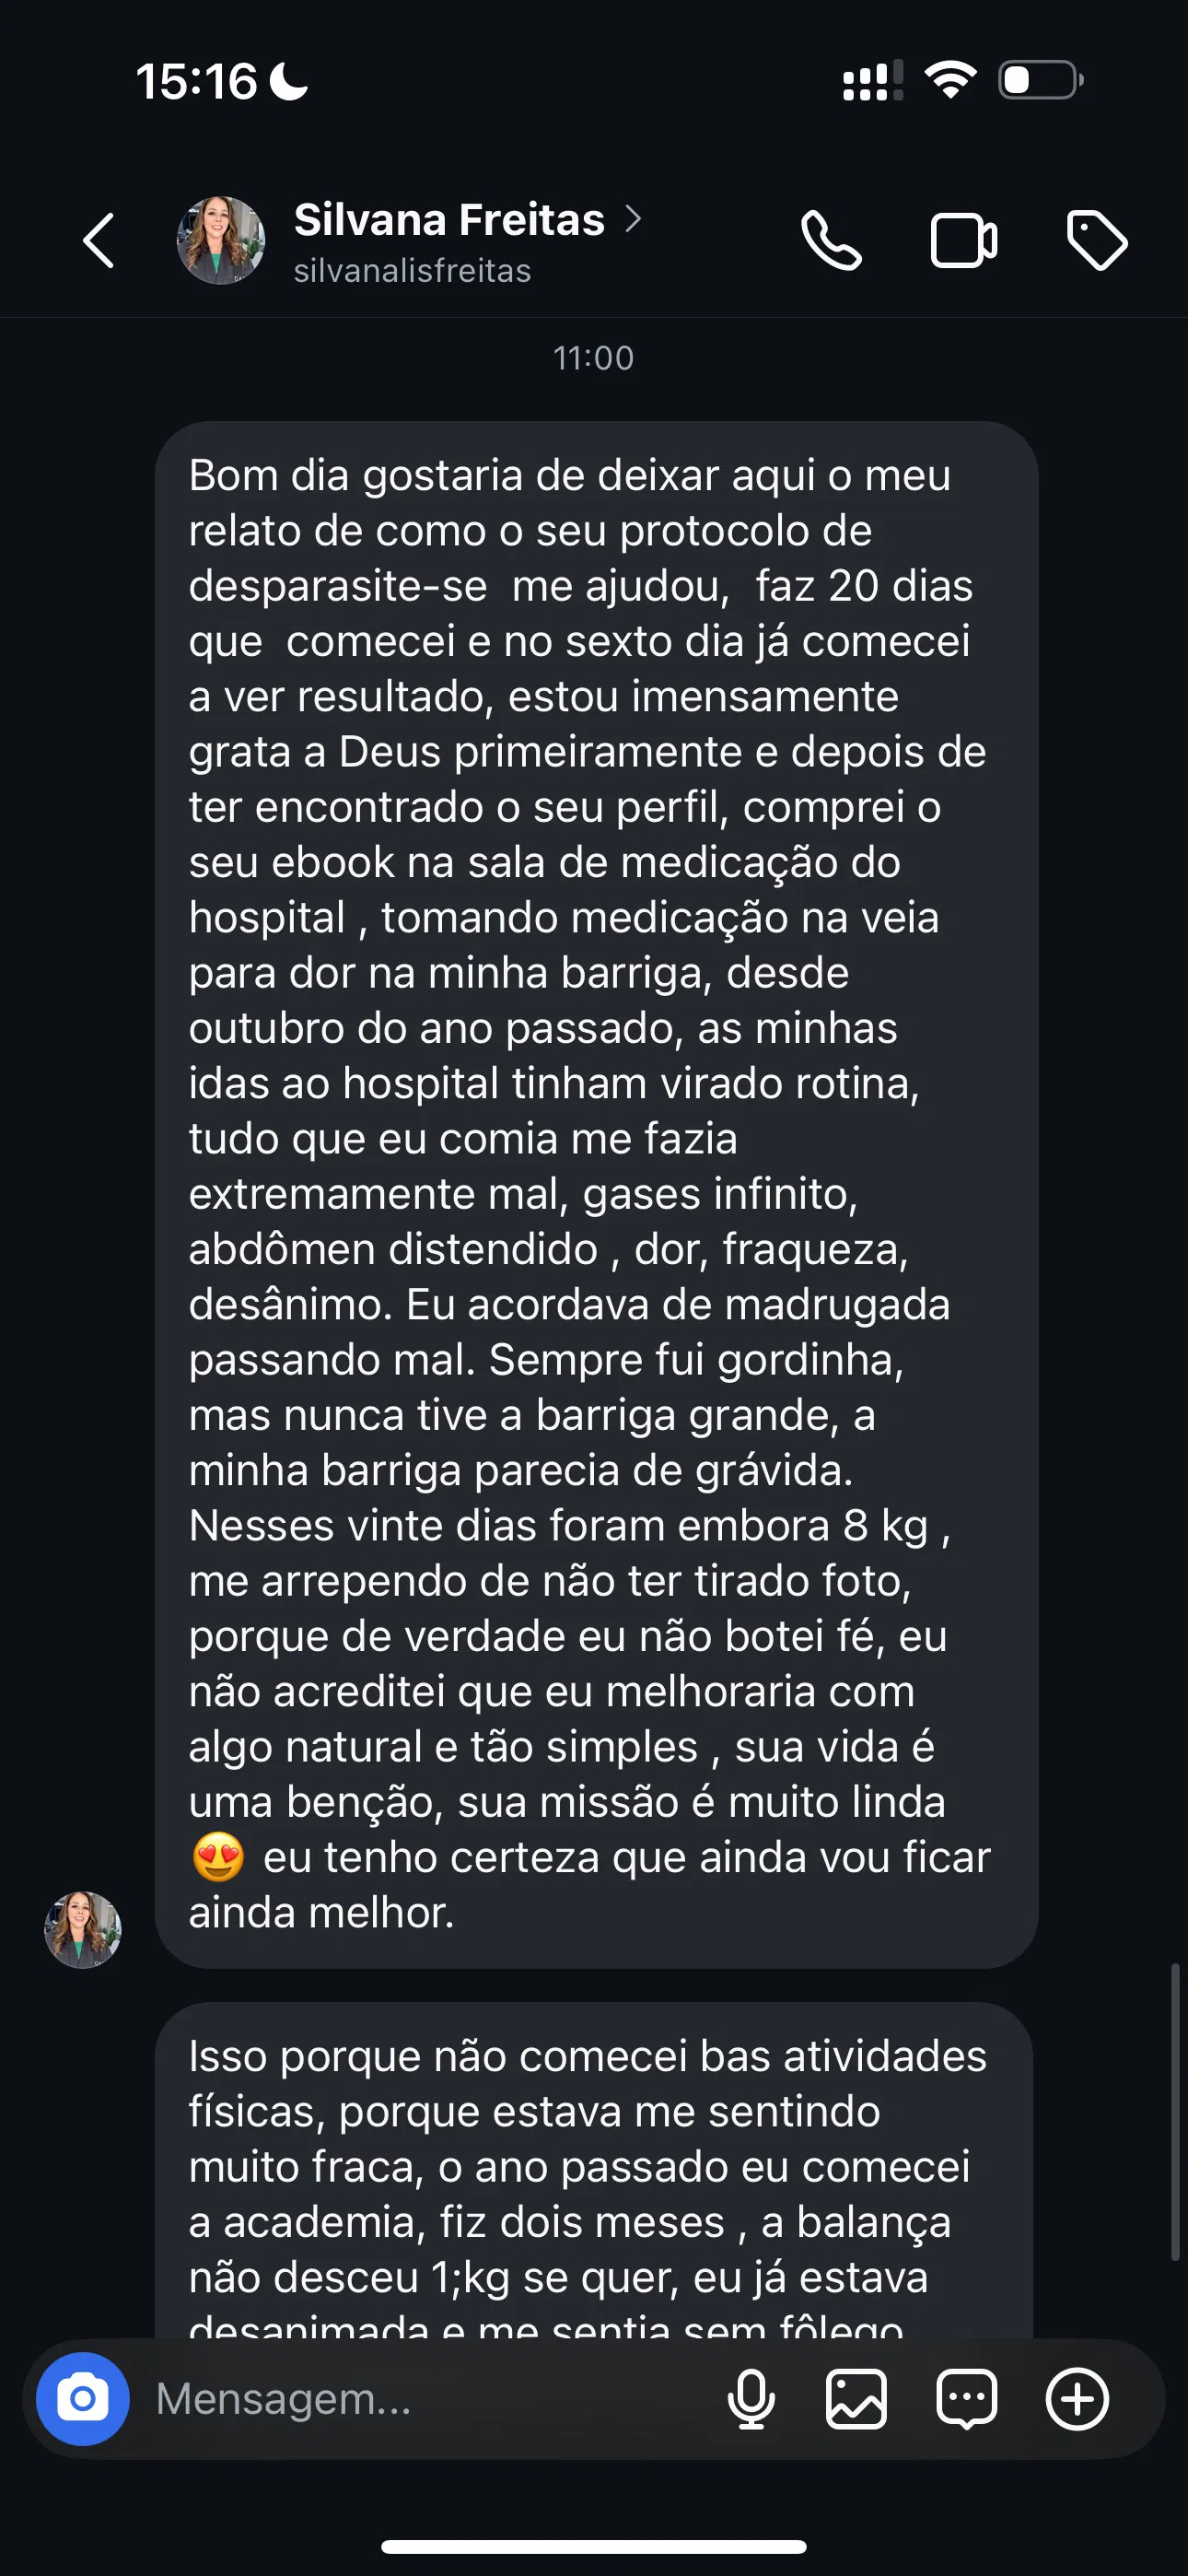 15:16
Silvana Freitas
silvanalisfreitas
11:00
Bom dia gostaria de deixar aqui o meu
relato de como o seu protocolo de
desparasite-se  me ajudou,  faz 20 dias
que  comecei e no sexto dia já comecei
a ver resultado, estou imensamente
grata a Deus primeiramente e depois de
ter encontrado o seu perfil, comprei o
seu ebook na sala de medicação do
hospital , tomando medicação na veia
para dor na minha barriga, desde
outubro do ano passado, as minhas
idas ao hospital tinham virado rotina,
tudo que eu comia me fazia
extremamente mal, gases infinito,
abdômen distendido , dor, fraqueza,
desânimo. Eu acordava de madrugada
passando mal. Sempre fui gordinha,
mas nunca tive a barriga grande, a
minha barriga parecia de grávida.
Nesses vinte dias foram embora 8 kg ,
me arrependo de não ter tirado foto,
porque de verdade eu não botei fé, eu
não acreditei que eu melhoraria com
algo natural e tão simples , sua vida é
uma benção, sua missão é muito linda
😍 eu tenho certeza que ainda vou ficar
ainda melhor.
Isso porque não comecei bas atividades
físicas, porque estava me sentindo
muito fraca, o ano passado eu comecei
a academia, fiz dois meses , a balança
não desceu 1;kg se quer, eu já estava
desanimada e me sentia sem fôlego
Mensagem...